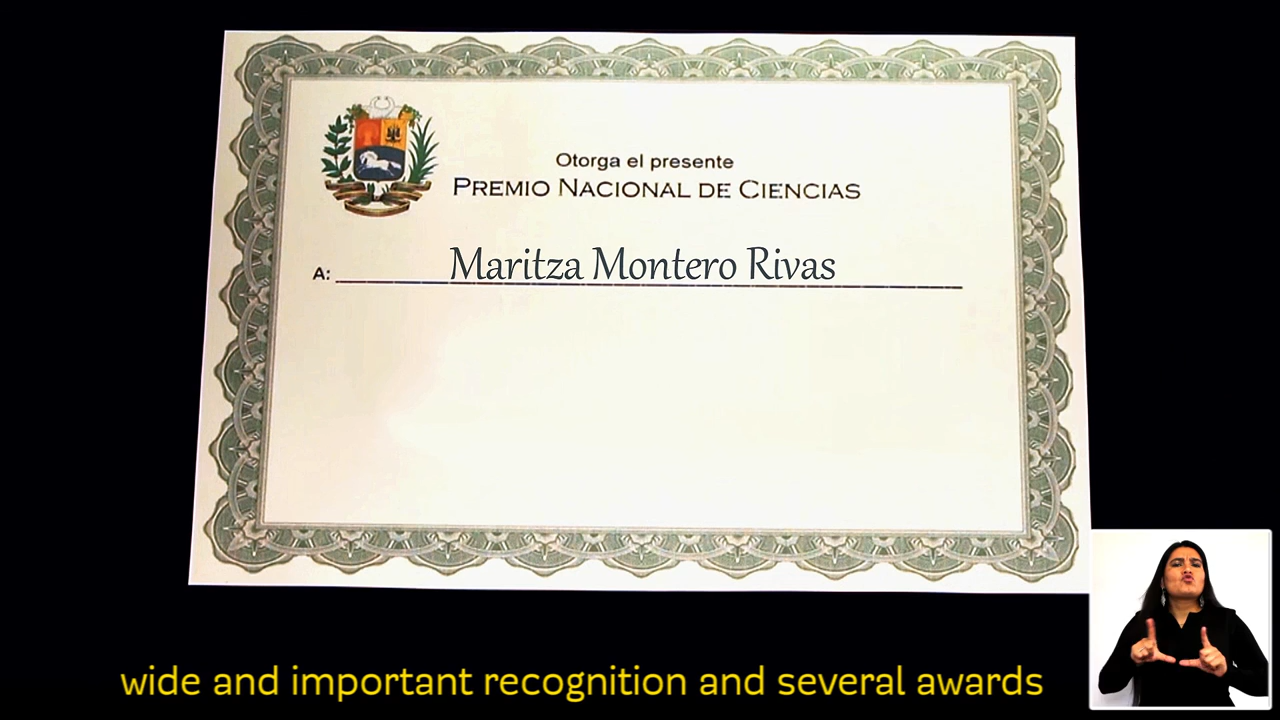 Otorga el presente
PREMIO NACIONAL DE CIENCIAS
A: Maritza Montero Rivas
wide and important recognition and several awards